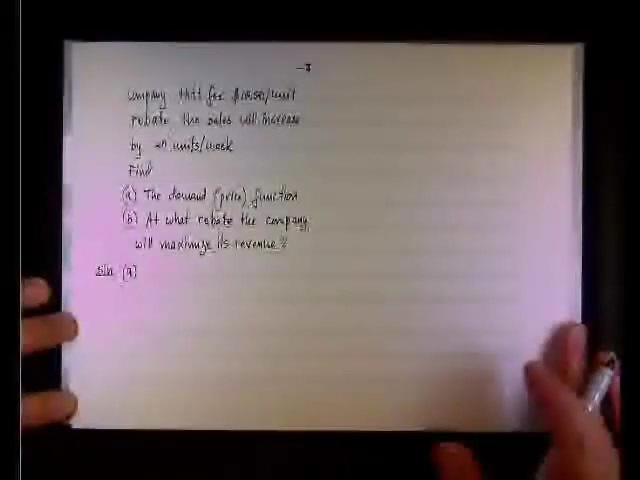 company that for /unit
rebate the sales will increase
by units/week
Find
(a) The demand (price) function
(b) At what rebate the company
will maximize its revenue?
Sln (a)